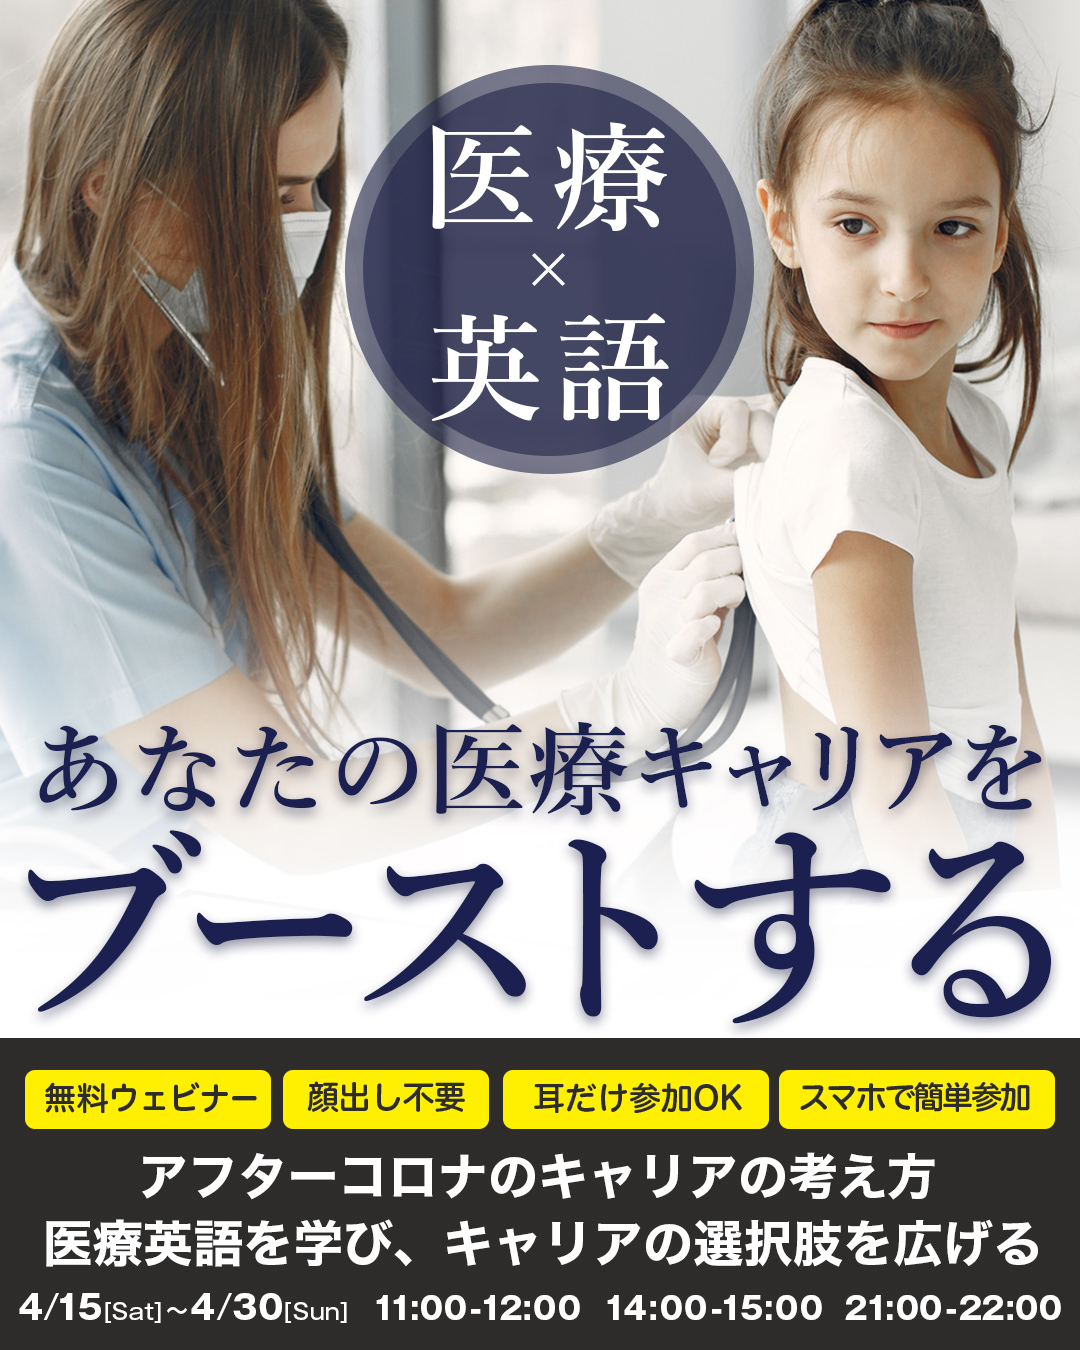 医療
×
英語
あなたの医療キャリアを
ブーストする
無料ウェビナー 顔出し不要 耳だけ参加OK スマホで簡単参加
アフターコロナのキャリアの考え方
医療英語を学び、キャリアの選択肢を広げる
4/15[Sat]～4/30[Sun] 11:00-12:00 14:00-15:00 21:00-22:00